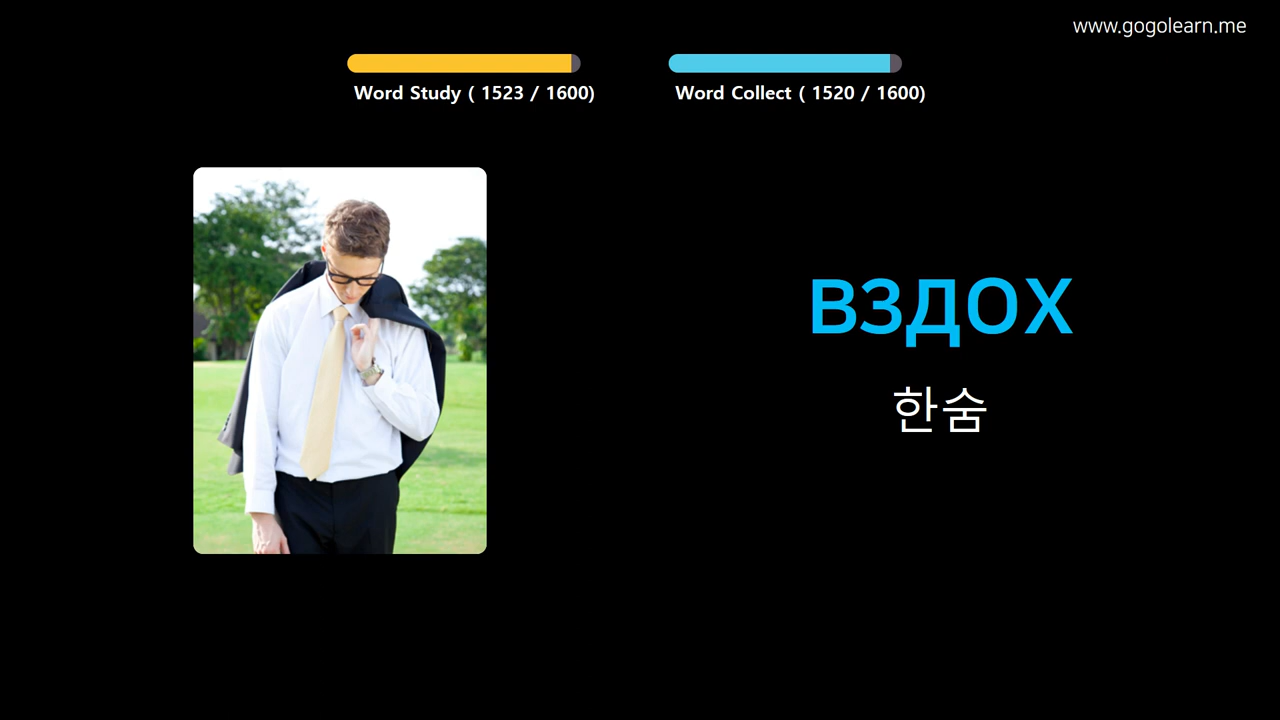 www.gogolearn.me
Word Study ( 1523 / 1600)
Word Collect ( 1520 / 1600)
вздох
한숨